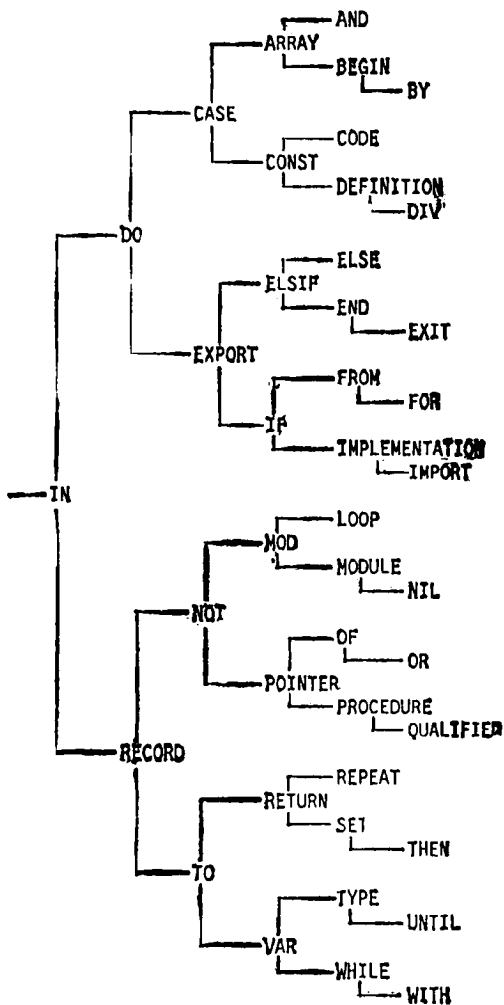 AND
ARRAY
BEGIN
BY
CASE
CODE
CONST
DEFINITION
DIV
DO
ELSE
ELSIF
END
EXIT
EXPORT
FROM
FOR
IF
IMPLEMENTATION
IMPORT
IN
LOOP
MOD
MODULE
NIL
NOT
OF
OR
POINTER
PROCEDURE
QUALIFIED
RECORD
REPEAT
RETURN
SET
THEN
TO
TYPE
UNTIL
VAR
WHILE
WITH